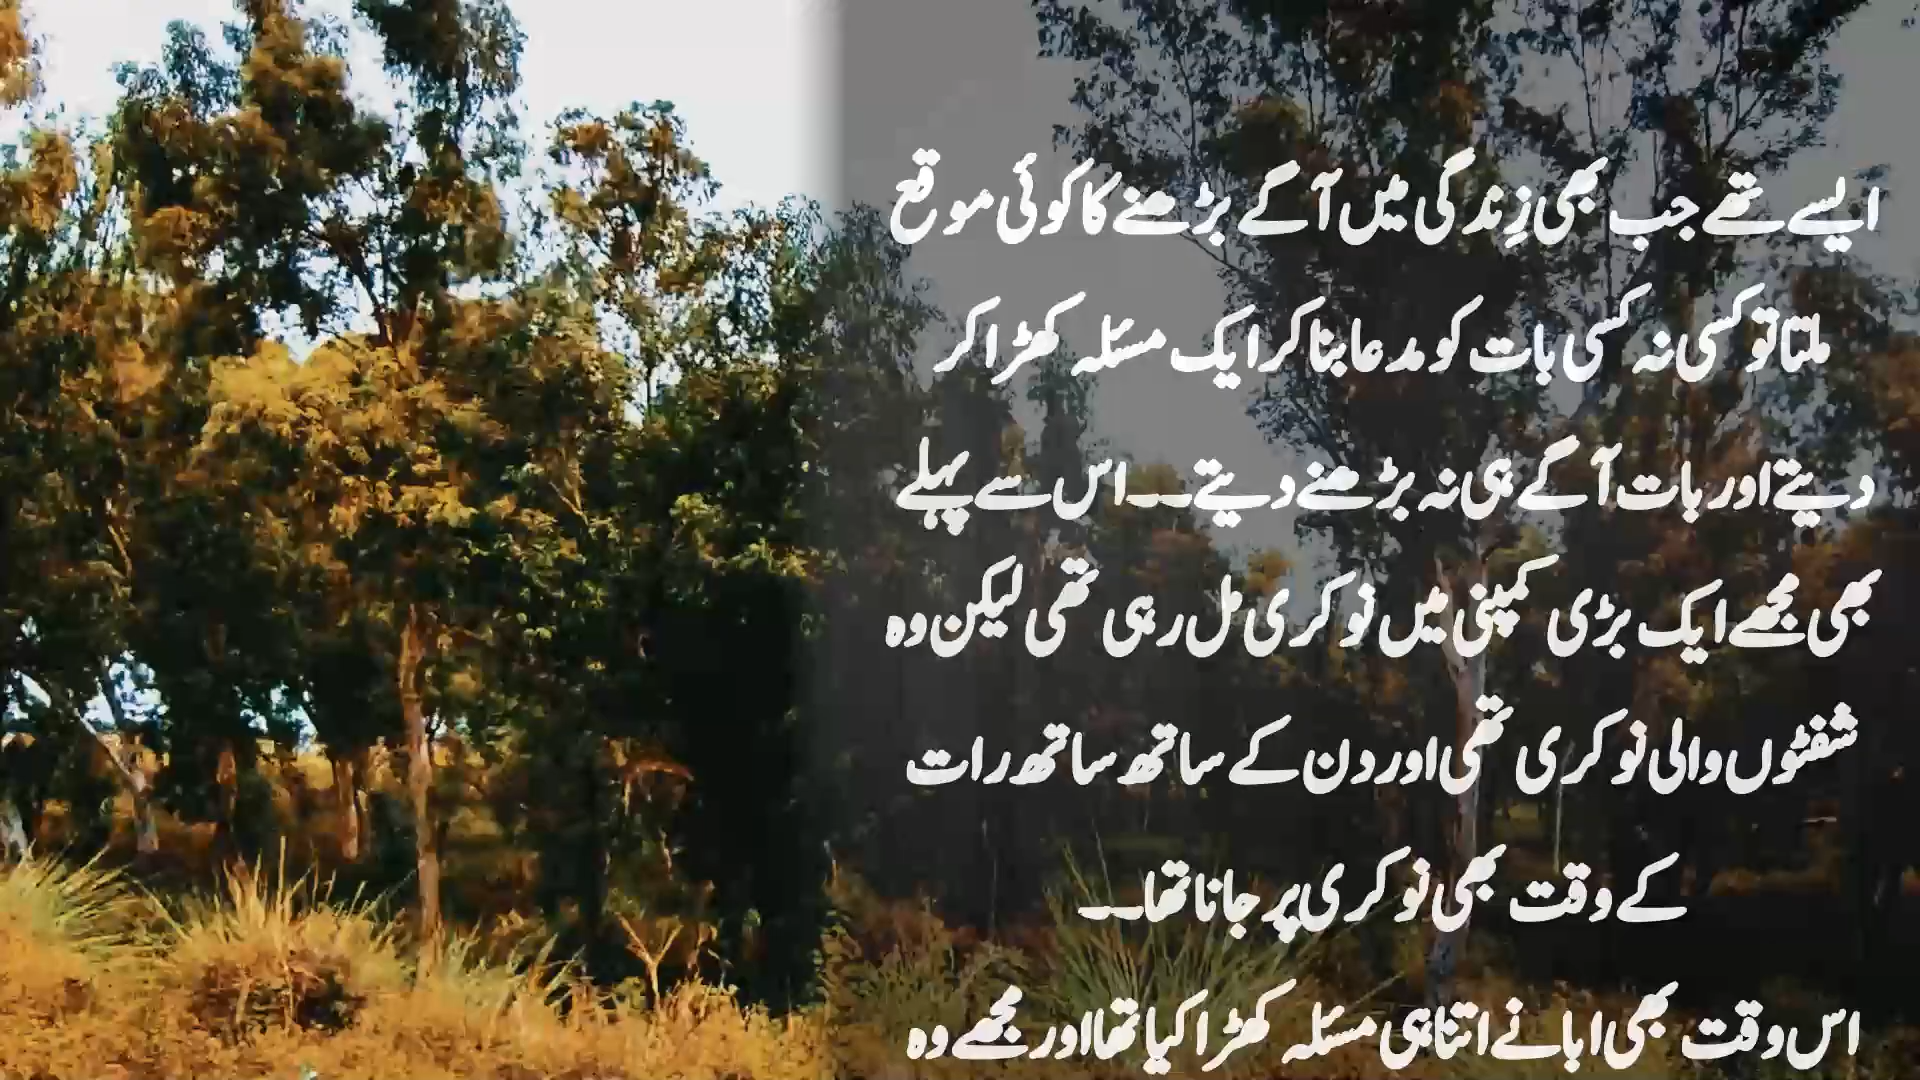 ایسے تھے جب بھی زِندگی میں آگے بڑھنے کا کوئی موقع
ملتا تو کسی نہ کسی بات کو مدعا بنا کر ایک مسئلہ کھڑا کر
دیتے اور بات آگے ہی نہ بڑھنے دیتے۔۔اس سے پہلے
بھی مجھے ایک بڑی کمپنی میں نوکری مل رہی تھی لیکن وہ
شفٹوں والی نوکری تھی اور دن کے ساتھ ساتھ رات
کے وقت بھی نوکری پر جانا تھا۔۔
اس وقت بھی ابا نے اتنا ہی مسئلہ کھڑا کیا تھا اور مجھے وہ